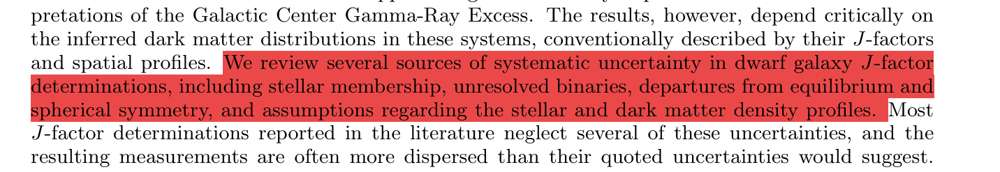 pretations of the Galactic Center Gamma-Ray Excess. The results, however, depend critically on
the inferred dark matter distributions in these systems, conventionally described by their J-factors
and spatial profiles. We review several sources of systematic uncertainty in dwarf galaxy J-factor
determinations, including stellar membership, unresolved binaries, departures from equilibrium and
spherical symmetry, and assumptions regarding the stellar and dark matter density profiles. Most
J-factor determinations reported in the literature neglect several of these uncertainties, and the
resulting measurements are often more dispersed than their quoted uncertainties would suggest.